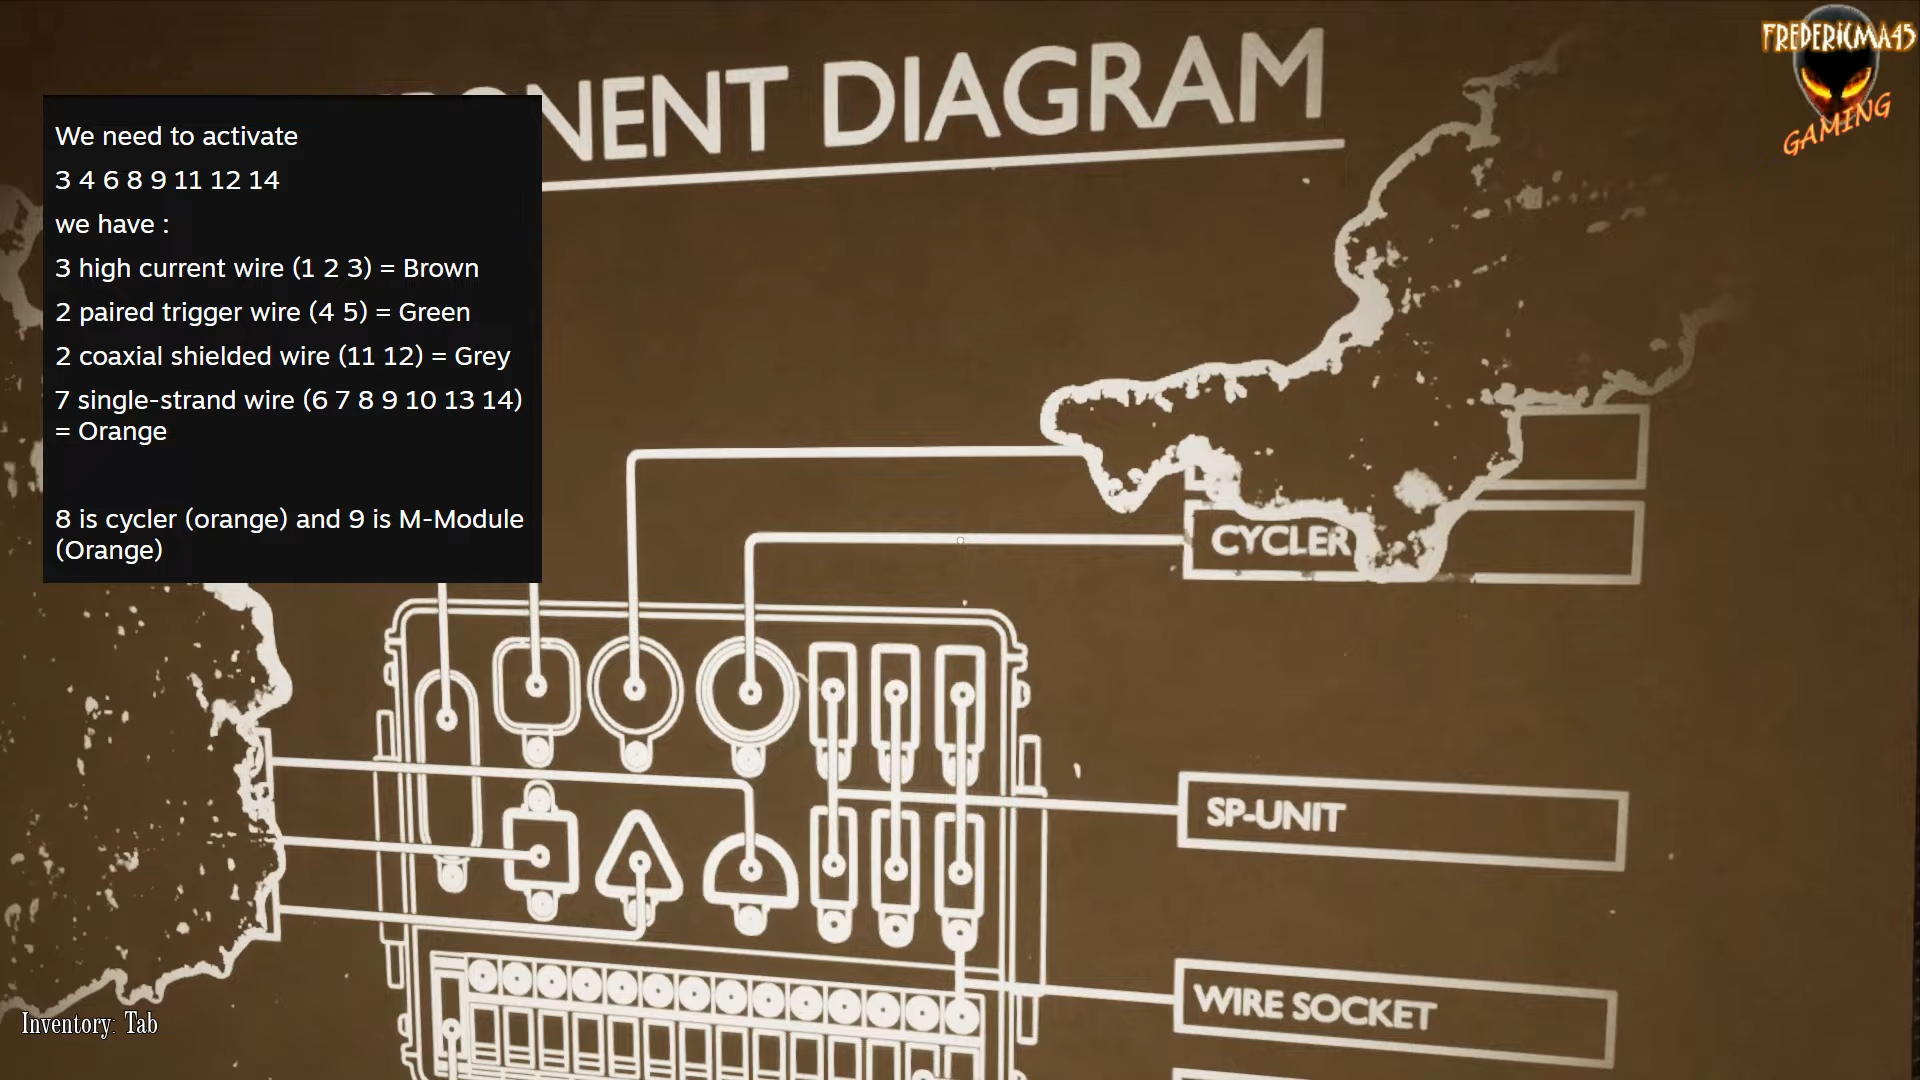 FREDERICMA45
GAMING
ONENT DIAGRAM
We need to activate
3 4 6 8 9 11 12 14
we have :
3 high current wire (1 2 3) = Brown
2 paired trigger wire (4 5) = Green
2 coaxial shielded wire (11 12) = Grey
7 single-strand wire (6 7 8 9 10 13 14)
= Orange
8 is cycler (orange) and 9 is M-Module
(Orange)
CYCLER
SP-UNIT
WIRE SOCKET
Inventory: Tab